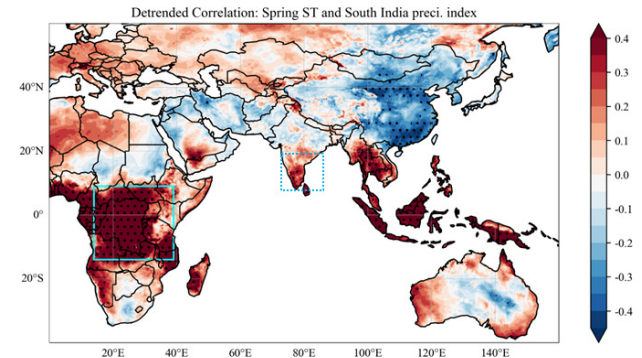 Detrended Correlation: Spring ST and South India preci. index
40°N
20°N
0°
20°S
20°E
40°E
60°E
80°E
100°E
120°E
140°E
0.4
0.3
0.2
0.1
0.0
-0.1
-0.2
-0.3
-0.4